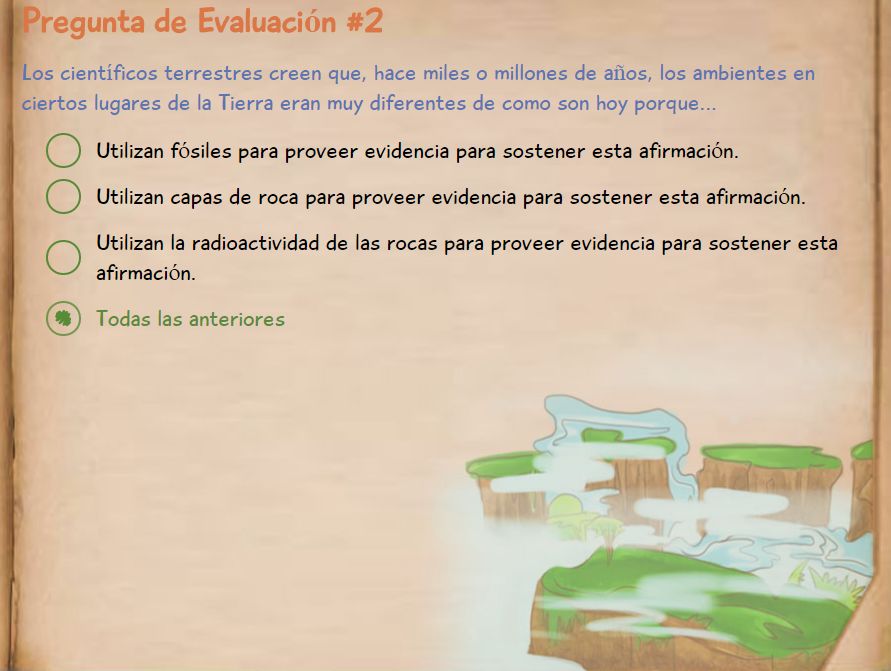 Pregunta de Evaluación #2
Los científicos terrestres creen que, hace miles o millones de años, los ambientes en
ciertos lugares de la Tierra eran muy diferentes de como son hoy porque...
Utilizan fósiles para proveer evidencia para sostener esta afirmación.
Utilizan capas de roca para proveer evidencia para sostener esta afirmación.
Utilizan la radioactividad de las rocas para proveer evidencia para sostener esta
afirmación.
Todas las anteriores